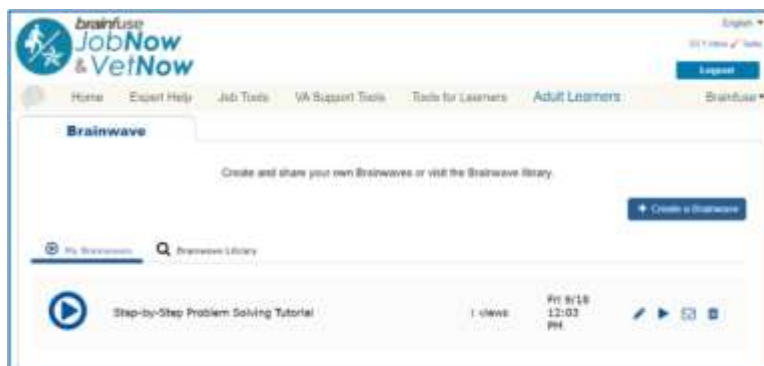 brainfuse
JobNow
& VetNow
English
Logout
Home Expert Help Job Tools VA Support Tools Tools for Learners Adult Learners Brainfuse
Brainwave
Create and share your own Brainwaves or visit the Brainwave library.
+ Create a Brainwave
My Brainwaves Brainwave Library
Step-by-Step Problem Solving Tutorial 1 views Fri 9/18
12:03
PM